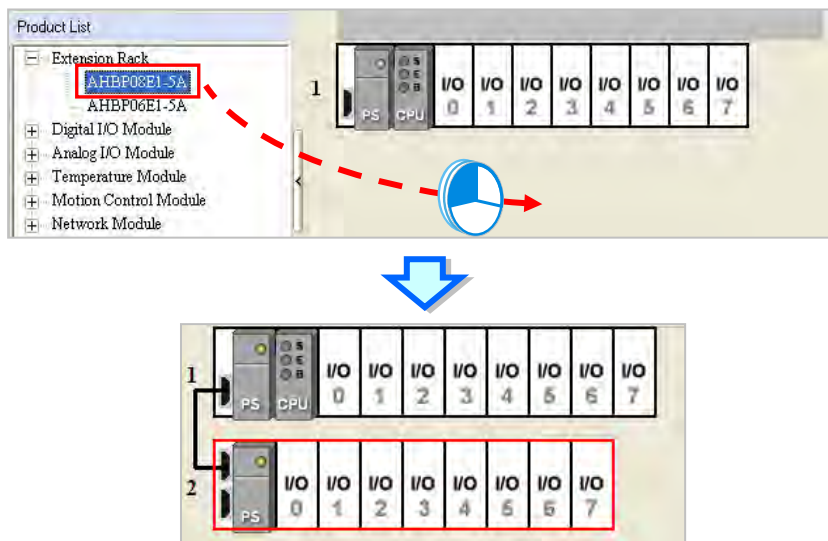 Product List
Extension Rack
AHBP08E1-5A
AHBP06E1-5A
Digital I/O Module
Analog I/O Module
Temperature Module
Motion Control Module
Network Module
1
PS CPU S E B
I/O I/O I/O I/O I/O I/O I/O I/O
0 1 2 3 4 5 6 7
1
PS CPU S E B
I/O I/O I/O I/O I/O I/O I/O I/O
0 1 2 3 4 5 6 7
2
PS
I/O I/O I/O I/O I/O I/O I/O I/O
0 1 2 3 4 5 6 7